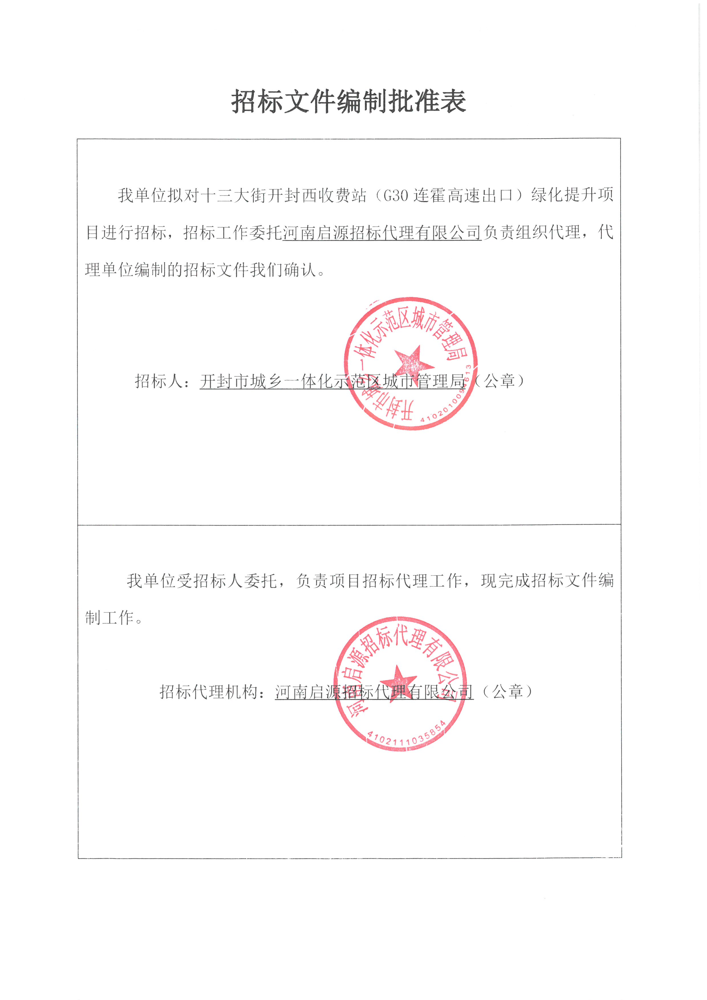 招标文件编制批准表
我单位拟对十三大街开封西收费站（G30 连霍高速出口）绿化提升项
目进行招标，招标工作委托河南启源招标代理有限公司负责组织代理，代
理单位编制的招标文件我们确认。
招标人：开封市城乡一体化示范区城市管理局（公章）
开封市城乡一体化示范区城市管理局
4102010094613
我单位受招标人委托，负责项目招标代理工作，现完成招标文件编
制工作。
招标代理机构：河南启源招标代理有限公司（公章）
河南启源招标代理有限公司
4102111035854